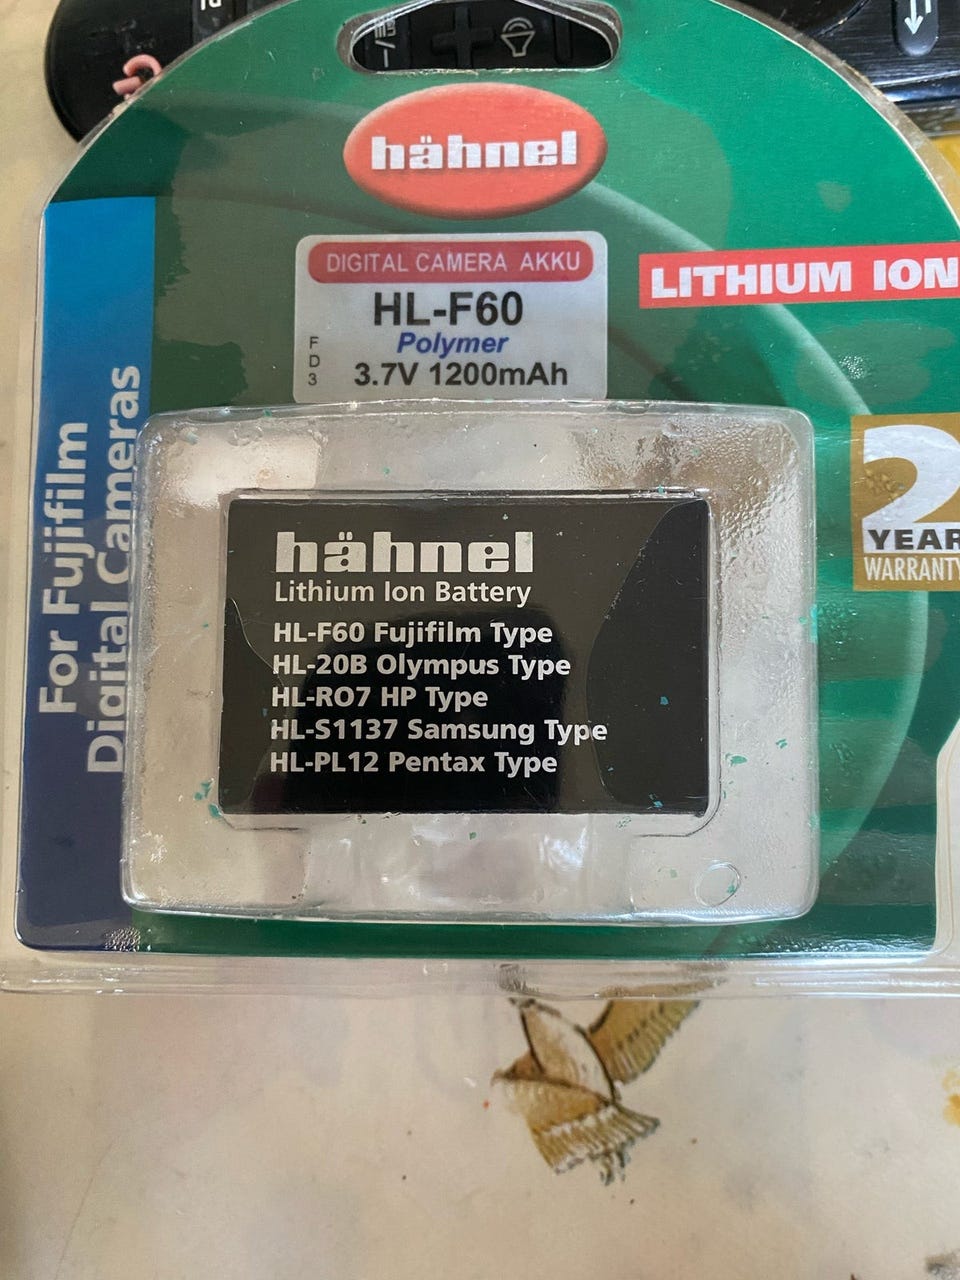 hähnel
DIGITAL CAMERA AKKU
HL-F60
Polymer
3.7V 1200mAh
FD3
LITHIUM ION
2
YEAR
WARRANTY
For Fujifilm
Digital Cameras
hähnel
Lithium Ion Battery
HL-F60 Fujifilm Type
HL-20B Olympus Type
HL-RO7 HP Type
HL-S1137 Samsung Type
HL-PL12 Pentax Type